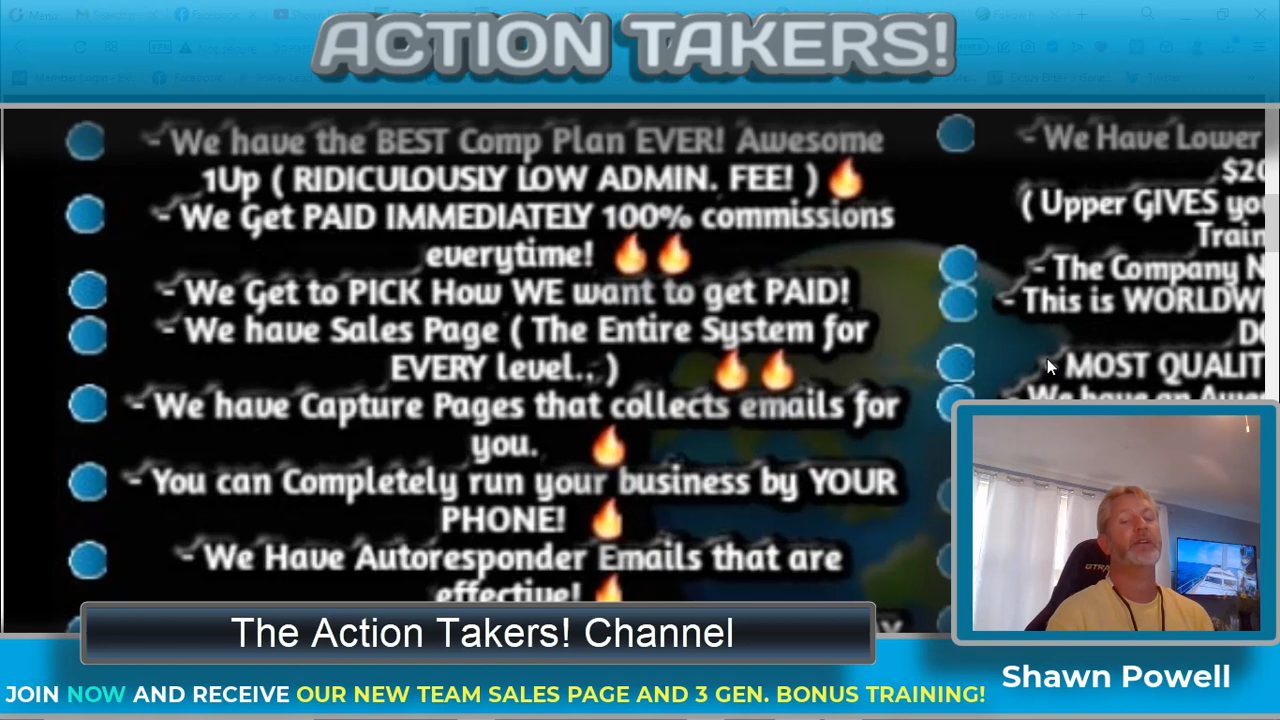 ACTION TAKERS!
- We have the BEST Comp Plan EVER! Awesome
1Up ( RIDICULOUSLY LOW ADMIN. FEE! ) 🔥
- We Get PAID IMMEDIATELY 100% commissions
everytime! 🔥🔥
- We Get to PICK How WE want to get PAID!
- We have Sales Page ( The Entire System for
EVERY level.. ) 🔥🔥
- We have Capture Pages that collects emails for
you. 🔥
- You can Completely run your business by YOUR
PHONE! 🔥
- We Have Autoresponder Emails that are
effective! 🔥
- We Have Lower
( Upper GIVES
- The Company
- This is
MOST
The Action Takers! Channel
Shawn Powell
JOIN NOW AND RECEIVE OUR NEW TEAM SALES PAGE AND 3 GEN. BONUS TRAINING!